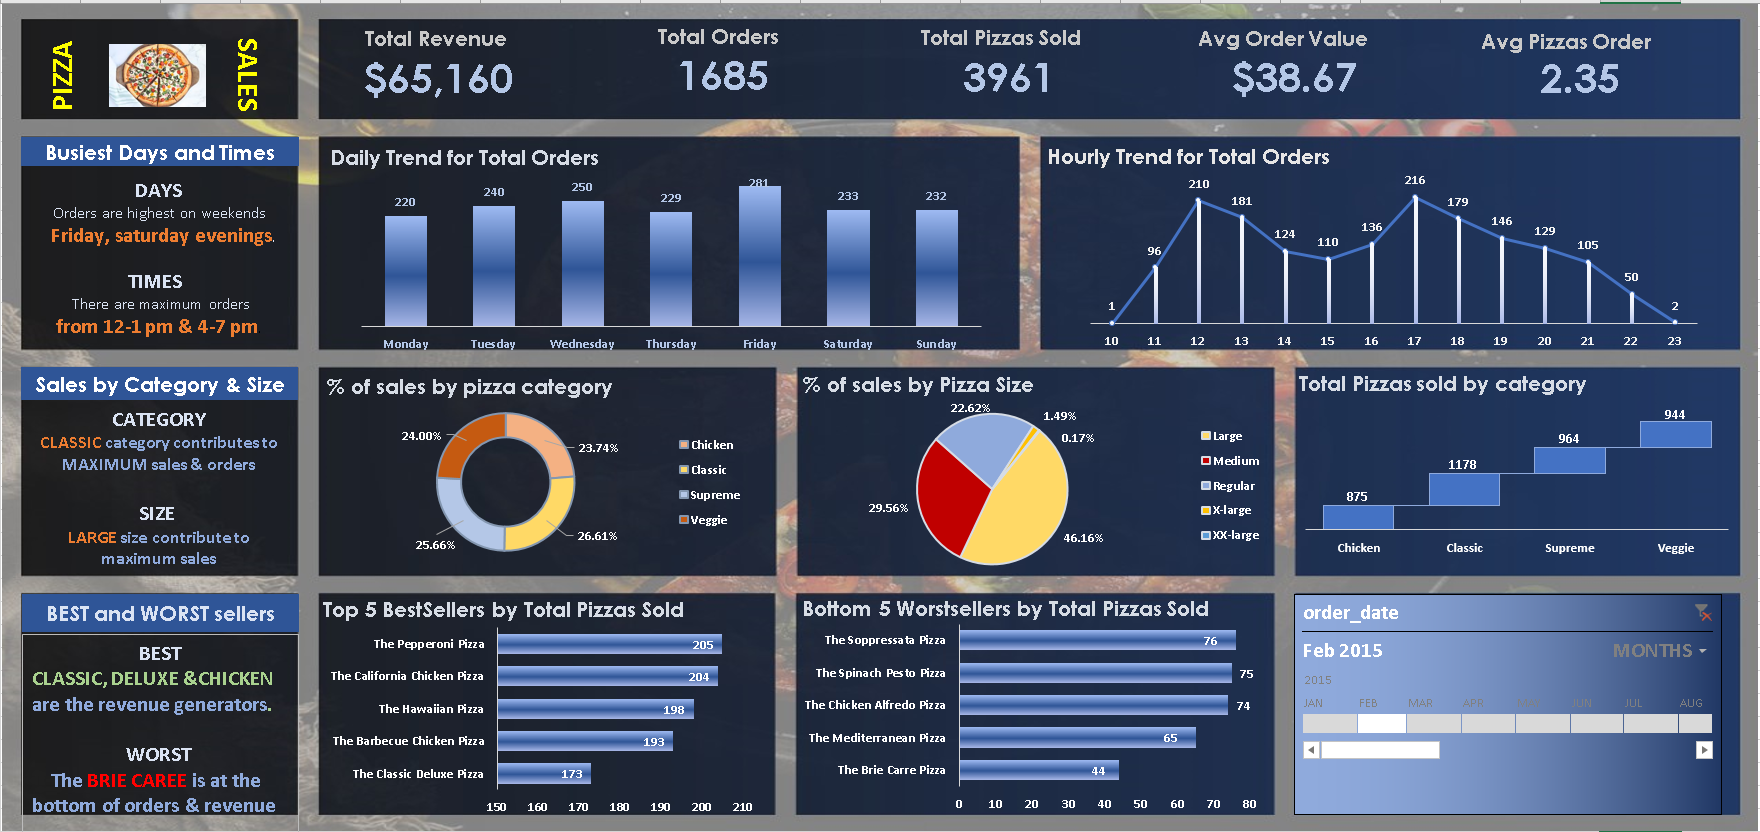 PIZZA
SALES
Total Revenue
$65,160
Total Orders
1685
Total Pizzas Sold
3961
Avg Order Value
$38.67
Avg Pizzas Order
2.35
Busiest Days and Times
DAYS
Orders are highest on weekends
Friday, saturday evenings.
TIMES
There are maximum orders
from 12-1 pm & 4-7 pm
Daily Trend for Total Orders
220
240
250
229
281
233
232
Monday
Tuesday
Wednesday
Thursday
Friday
Saturday
Sunday
Hourly Trend for Total Orders
1
96
210
181
124
110
136
216
179
146
129
105
50
2
10
11
12
13
14
15
16
17
18
19
20
21
22
23
Sales by Category & Size
CATEGORY
CLASSIC category contributes to
MAXIMUM sales & orders
SIZE
LARGE size contribute to
maximum sales
% of sales by pizza category
24.00%
23.74%
25.66%
26.61%
Chicken
Classic
Supreme
Veggie
% of sales by Pizza Size
22.62%
1.49%
0.17%
29.56%
46.16%
Large
Medium
Regular
X-large
XX-large
Total Pizzas sold by category
875
1178
964
944
Chicken
Classic
Supreme
Veggie
BEST and WORST sellers
BEST
CLASSIC, DELUXE &CHICKEN
are the revenue generators.
WORST
The BRIE CAREE is at the
bottom of orders & revenue
Top 5 BestSellers by Total Pizzas Sold
The Pepperoni Pizza 205
The California Chicken Pizza 204
The Hawaiian Pizza 198
The Barbecue Chicken Pizza 193
The Classic Deluxe Pizza 173
150 160 170 180 190 200 210
Bottom 5 Worstsellers by Total Pizzas Sold
The Soppressata Pizza 76
The Spinach Pesto Pizza 75
The Chicken Alfredo Pizza 74
The Mediterranean Pizza 65
The Brie Carre Pizza 44
0 10 20 30 40 50 60 70 80
order_date
Feb 2015
MONTHS
2015
JAN FEB MAR APR MAY JUN JUL AUG